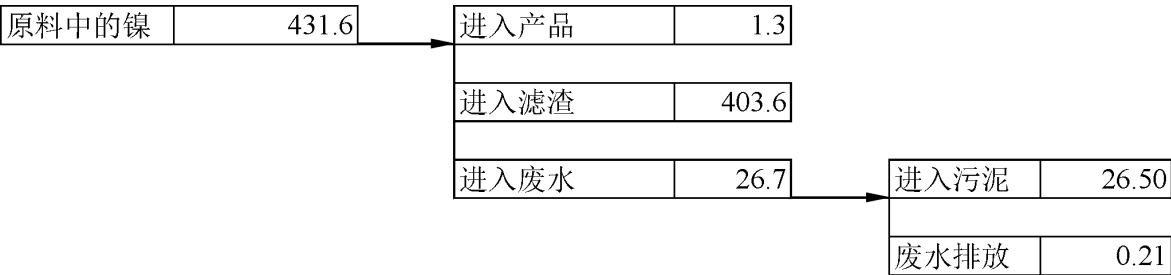 原料中的镍 431.6
进入产品 1.3
进入滤渣 403.6
进入废水 26.7
进入污泥 26.50
废水排放 0.21